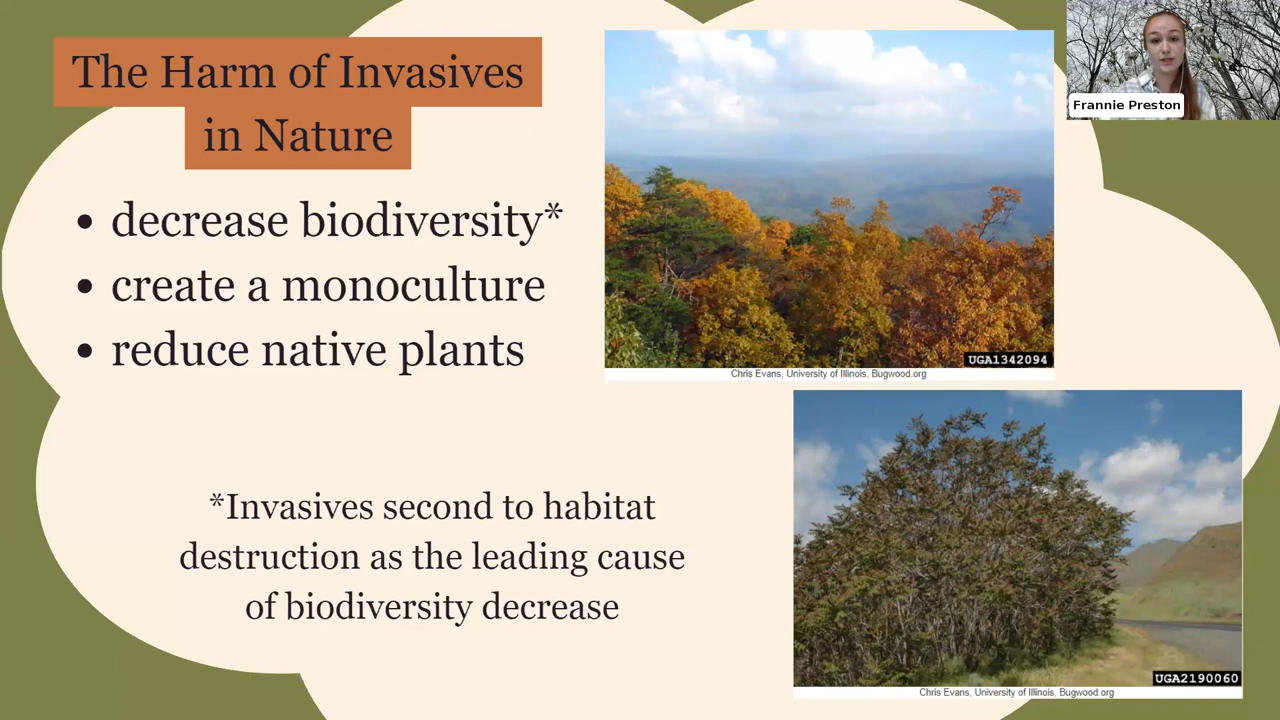 The Harm of Invasives
in Nature
• decrease biodiversity*
• create a monoculture
• reduce native plants
*Invasives second to habitat
destruction as the leading cause
of biodiversity decrease
UGA1342094
Chris Evans, University of Illinois, Bugwood.org
UGA2190060
Chris Evans, University of Illinois, Bugwood.org
Frannie Preston